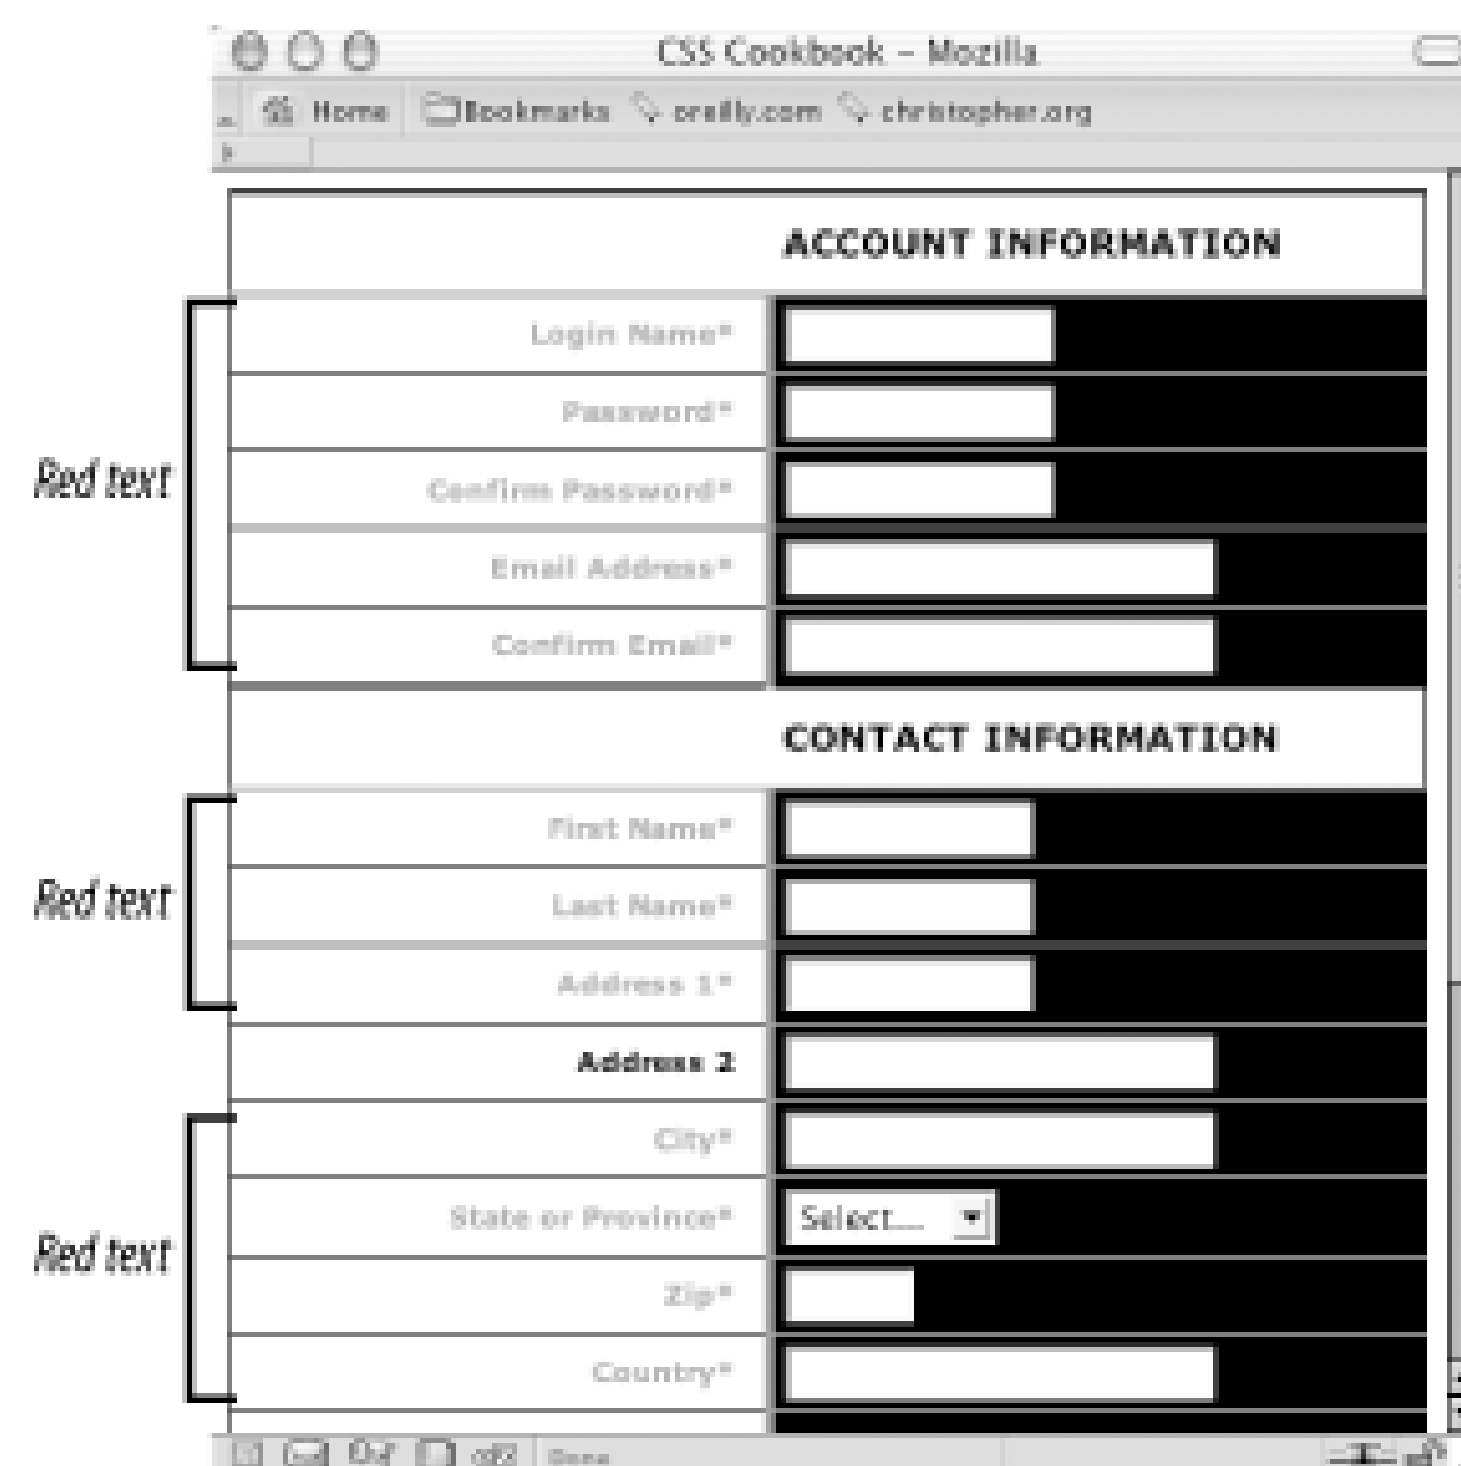 CSS Cookbook – Mozilla
Home Bookmarks oreilly.com christopher.org
ACCOUNT INFORMATION
Login Name*
Password*
Red text
Confirm Password*
Email Address*
Confirm Email*
CONTACT INFORMATION
First Name*
Red text
Last Name*
Address 1*
Address 2
City*
State or Province* Select...
Red text
Zip*
Country*
Done